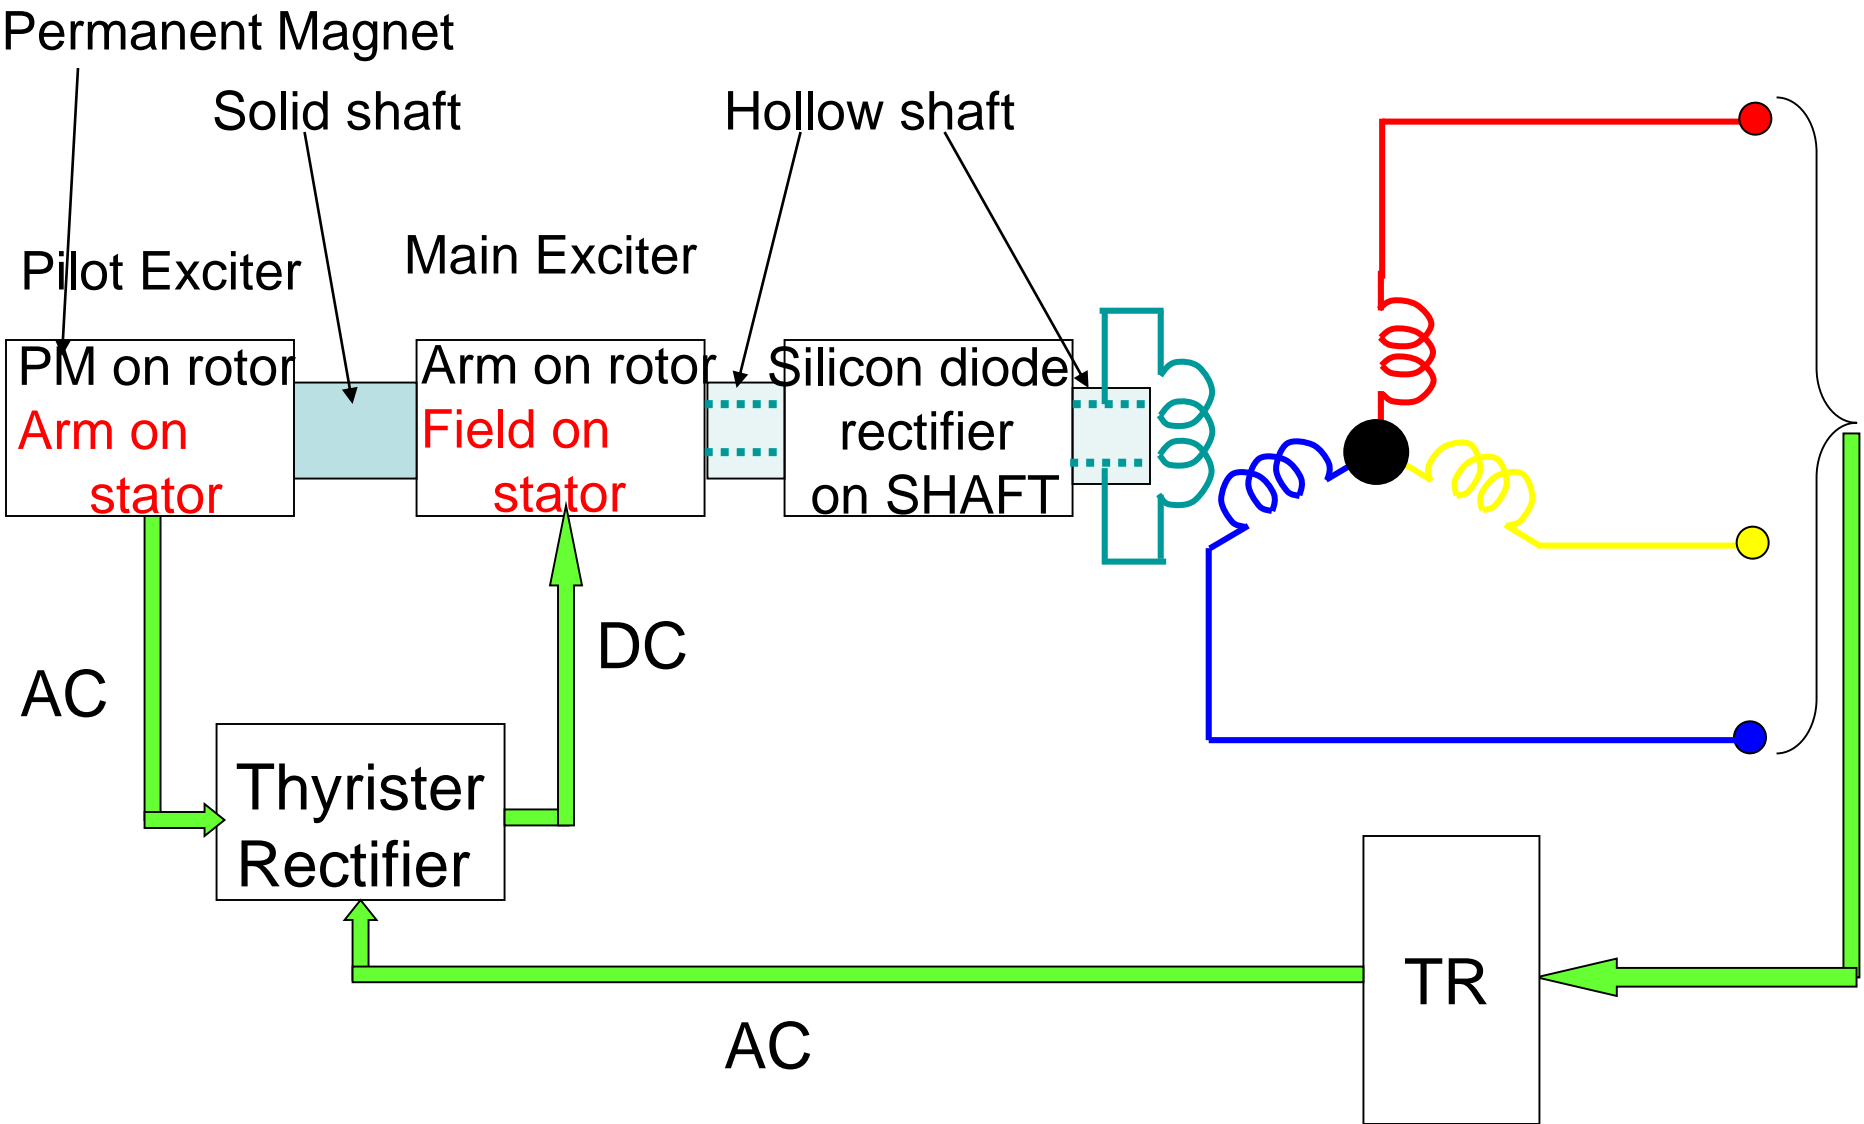 Permanent Magnet
Solid shaft
Hollow shaft
Pilot Exciter
Main Exciter
PM on rotor
Arm on
stator
Arm on rotor
Field on
stator
Silicon diode
rectifier
on SHAFT
AC
DC
Thyrister
Rectifier
TR
AC